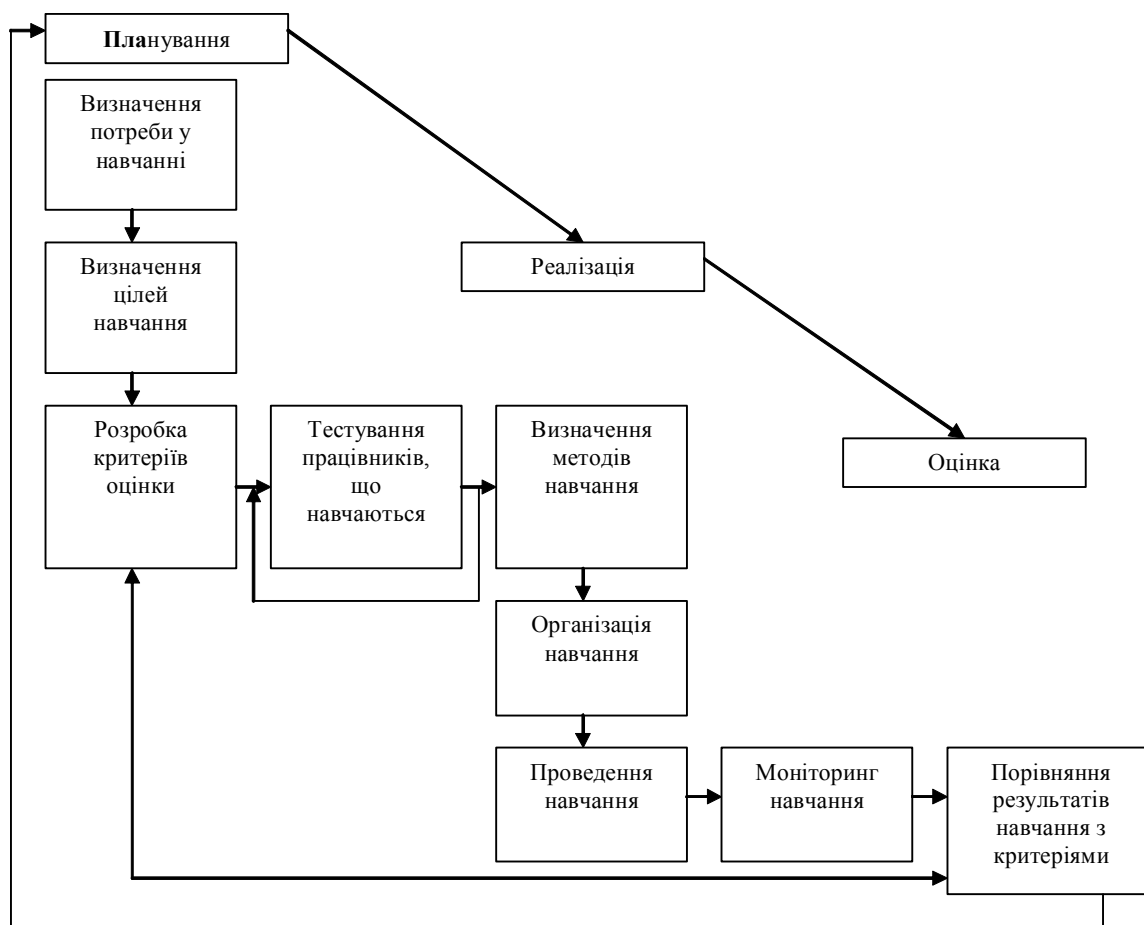 Планування
Визначення
потреби у
навчанні
Визначення
цілей
навчання
Реалізація
Розробка
критеріїв
оцінки
Тестування
працівників,
що
навчаються
Визначення
методів
навчання
Оцінка
Організація
навчання
Проведення
навчання
Моніторинг
навчання
Порівняння
результатів
навчання з
критеріями